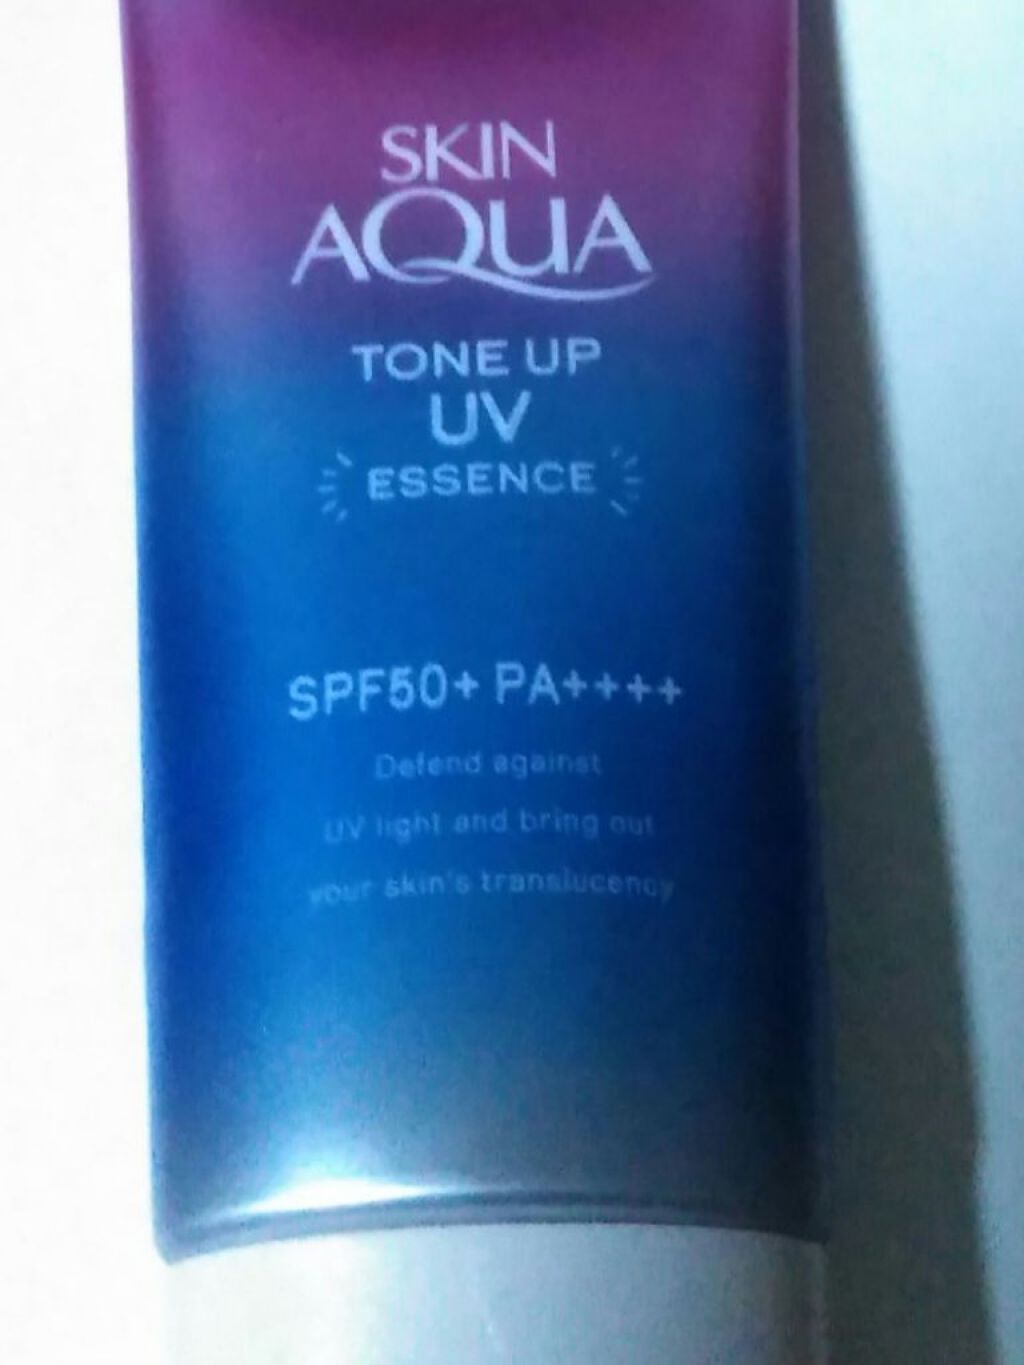 SKIN
AQUA
TONE UP
UV
ESSENCE
SPF50+ PA++++
Defend against
UV light and bring out
your skin's translucency